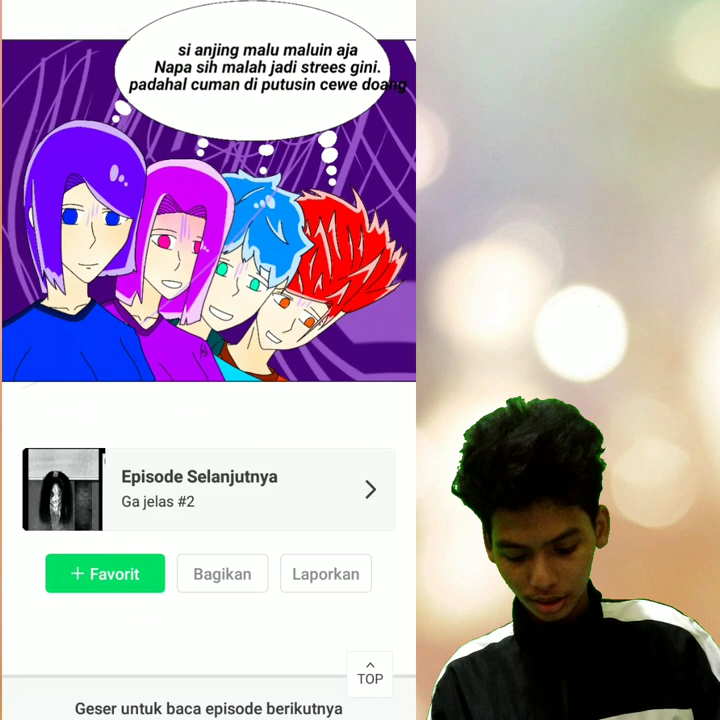 si anjing malu maluin aja
Napa sih malah jadi strees gini.
padahal cuman di putusin cewe doang
Episode Selanjutnya
Ga jelas #2
+ Favorit
Bagikan
Laporkan
TOP
Geser untuk baca episode berikutnya